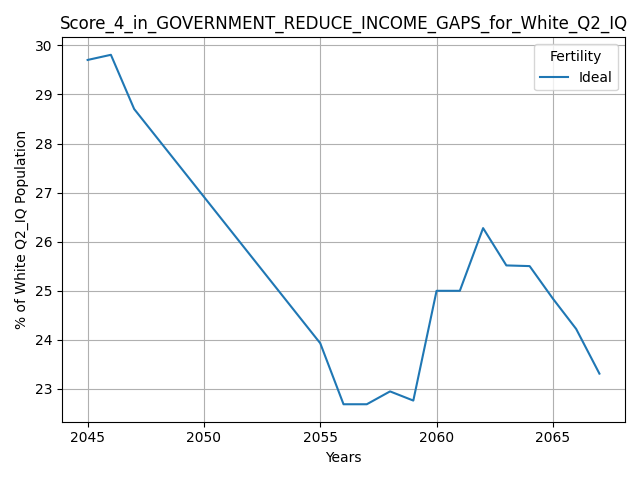 Score_4_in_GOVERNMENT_REDUCE_INCOME_GAPS_for_White_Q2_IQ
Fertility
Ideal
30
29
28
27
26
25
24
23
% of White Q2_IQ Population
2045 2050 2055 2060 2065
Years